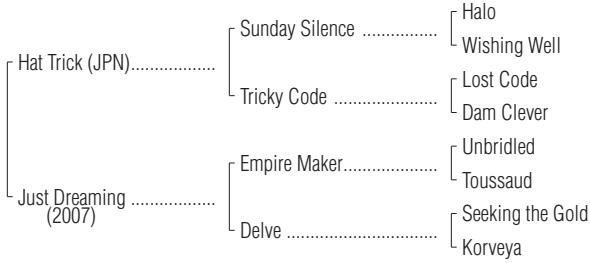 Halo
Sunday Silence ................
Wishing Well
Hat Trick (JPN)..................
Lost Code
Tricky Code ......................
Dam Clever
Unbridled
Empire Maker....................
Toussaud
Just Dreaming ..................
(2007)
Seeking the Gold
Delve ................................
Korveya